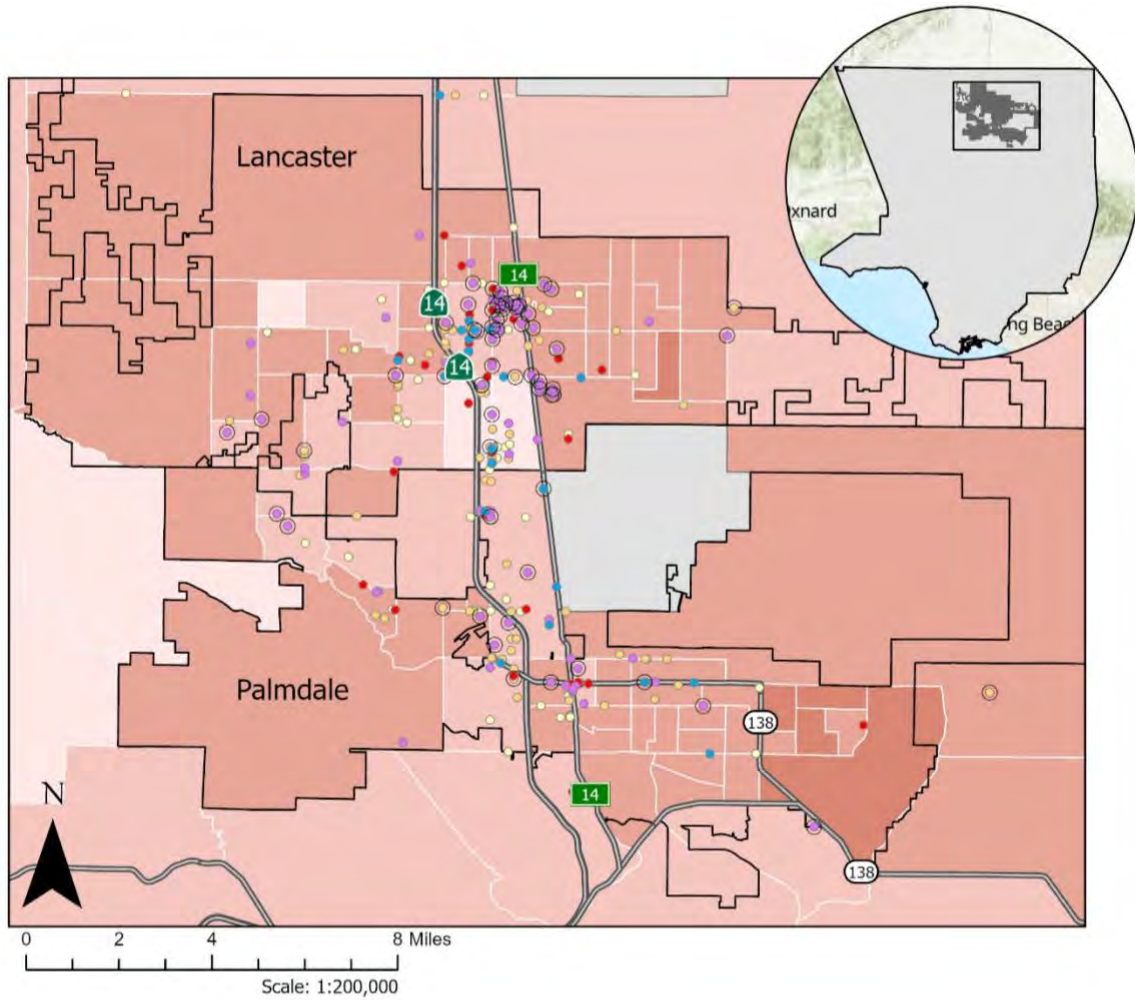 Lancaster
xnard
ng Beac
14
14
14
Palmdale
138
14
138
N
0 2 4 8 Miles
Scale: 1:200,000